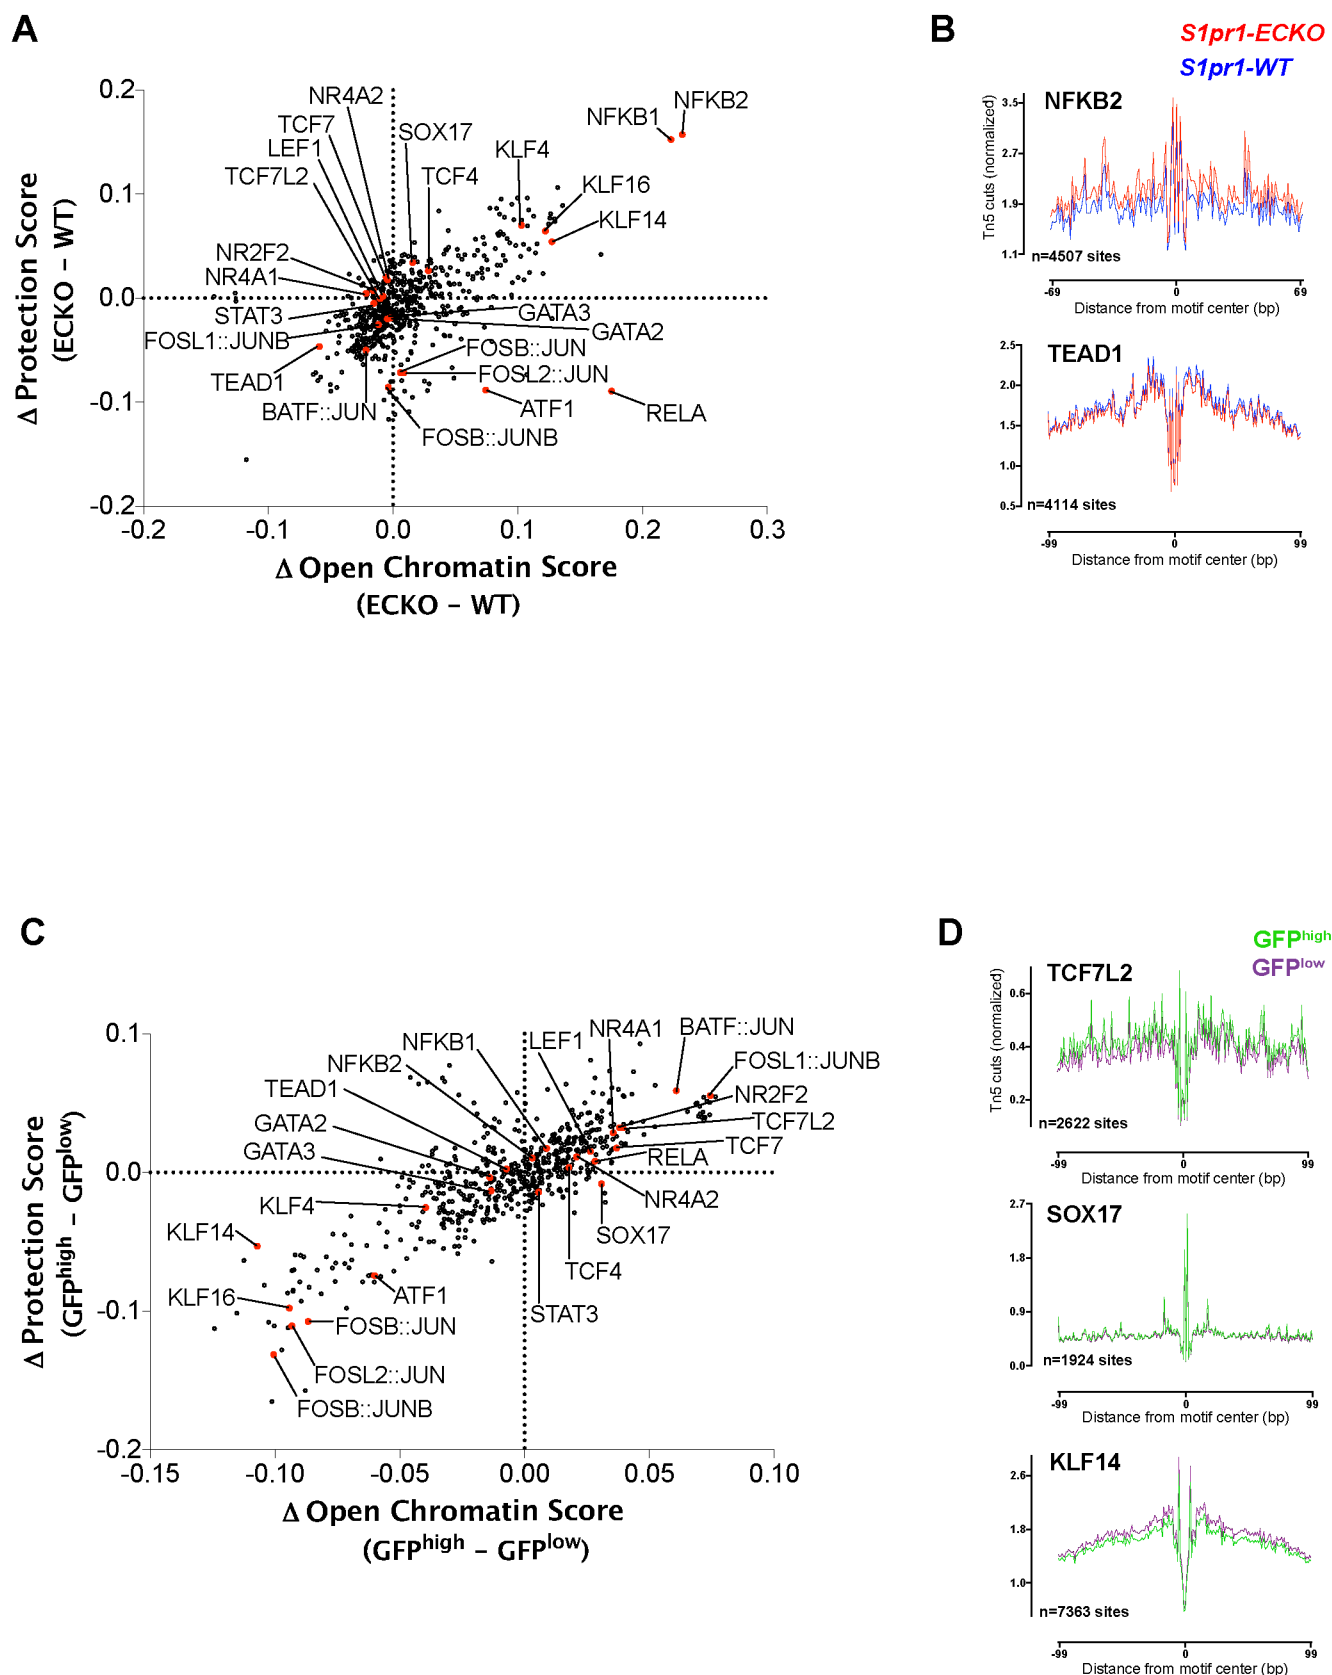 A
B
S1pr1-ECKO
S1pr1-WT
Δ Protection Score
(ECKO – WT)
0.2
0.1
0.0
-0.1
-0.2
NR4A2
TCF7
LEF1
TCF7L2
SOX17
TCF4
KLF4
NFKB1
NFKB2
KLF16
KLF14
NR2F2
NR4A1
STAT3
FOSL1::JUNB
TEAD1
BATF::JUN
GATA3
GATA2
FOSB::JUN
FOSL2::JUN
ATF1
RELA
FOSB::JUNB
-0.2
-0.1
0.0
0.1
0.2
0.3
Δ Open Chromatin Score
(ECKO – WT)
NFKB2
Tn5 cuts (normalized)
3.5
2.7
1.9
1.1
n=4507 sites
-69
0
69
Distance from motif center (bp)
TEAD1
2.5
2.0
1.5
1.0
0.5
n=4114 sites
-99
0
99
Distance from motif center (bp)
C
D
GFPhigh
GFPlow
Δ Protection Score
(GFPhigh – GFPlow)
0.1
0.0
-0.1
-0.2
NFKB1
NFKB2
TEAD1
GATA2
GATA3
KLF4
KLF14
KLF16
LEF1
NR4A1
BATF::JUN
FOSL1::JUNB
NR2F2
TCF7L2
TCF7
RELA
NR4A2
SOX17
TCF4
STAT3
ATF1
FOSB::JUN
FOSL2::JUN
FOSB::JUNB
-0.15
-0.10
-0.05
0.00
0.05
0.10
Δ Open Chromatin Score
(GFPhigh – GFPlow)
TCF7L2
Tn5 cuts (normalized)
0.6
0.4
0.2
n=2622 sites
-99
0
99
Distance from motif center (bp)
SOX17
2.7
1.8
0.9
0.0
n=1924 sites
-99
0
99
Distance from motif center (bp)
KLF14
2.6
1.8
1.0
n=7363 sites
-99
0
99
Distance from motif center (bp)